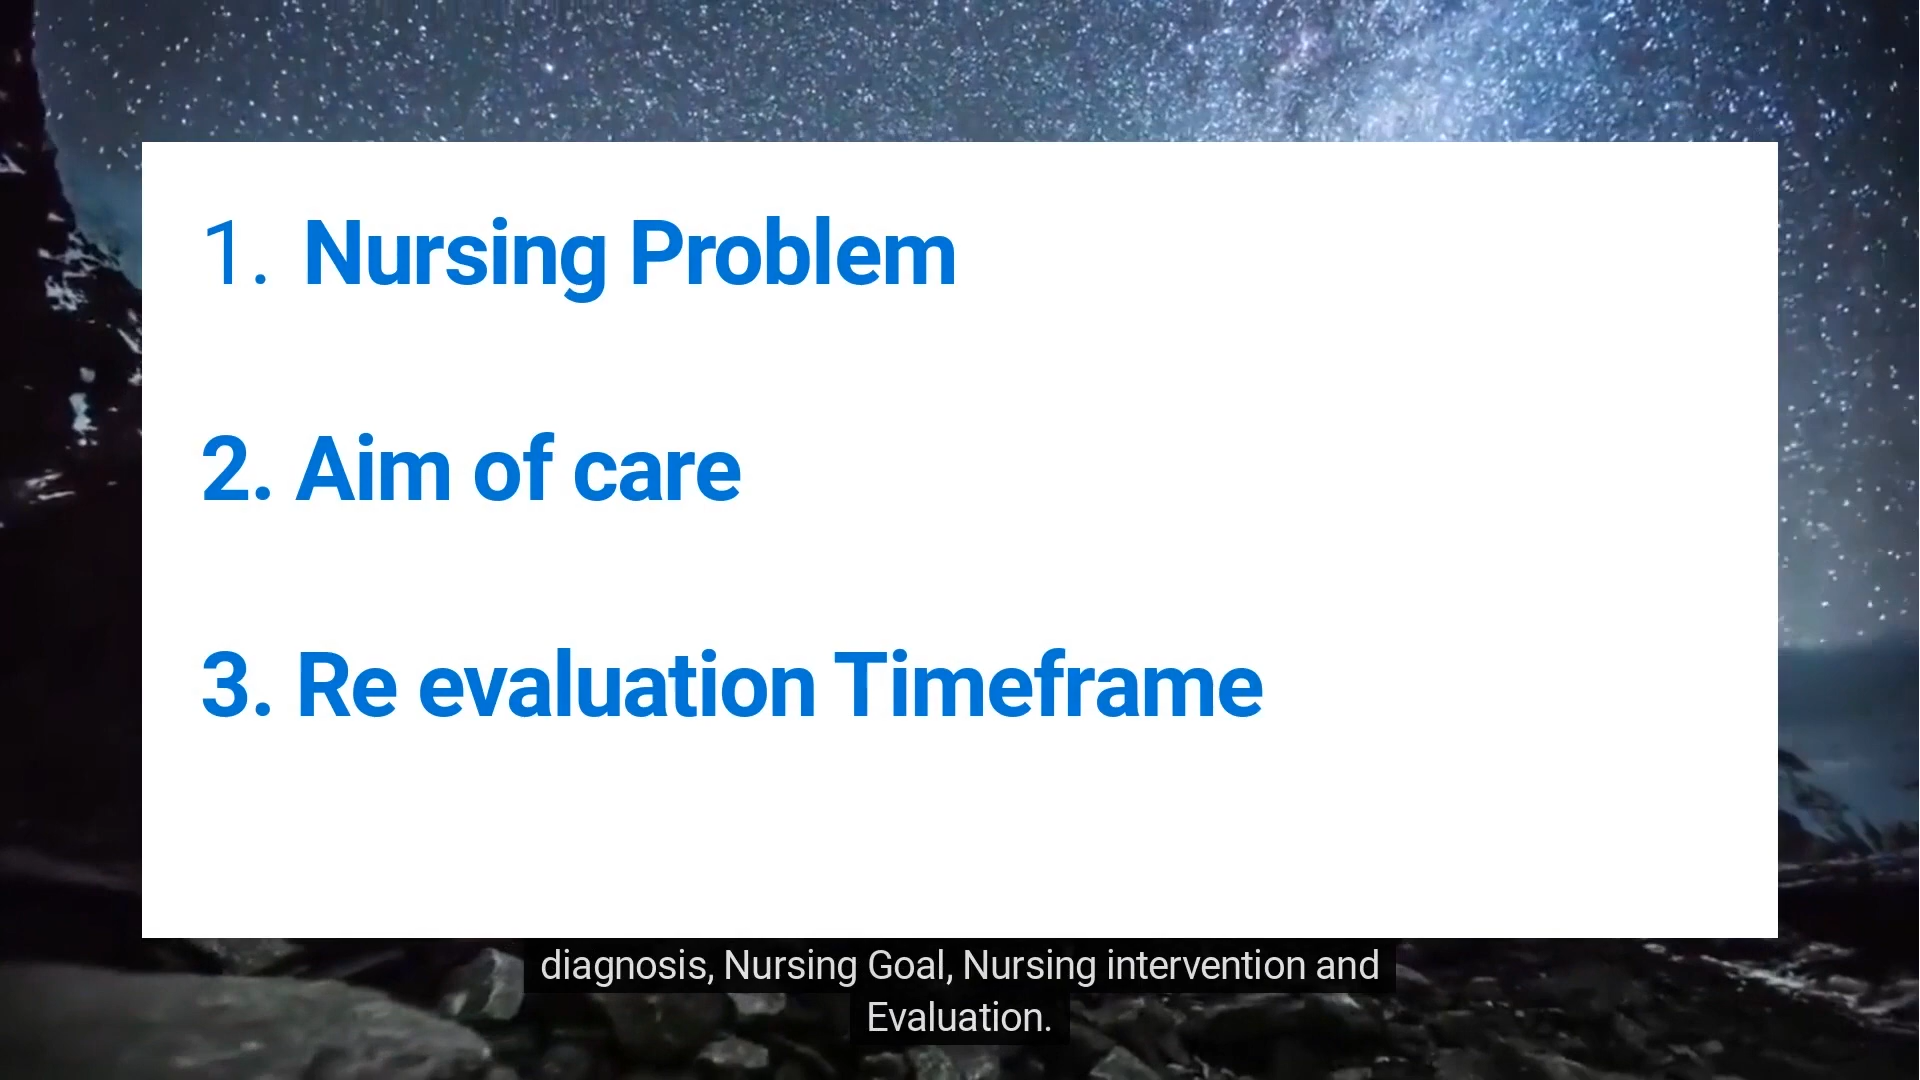 1. Nursing Problem
2. Aim of care
3. Re evaluation Timeframe
diagnosis, Nursing Goal, Nursing intervention and
Evaluation.